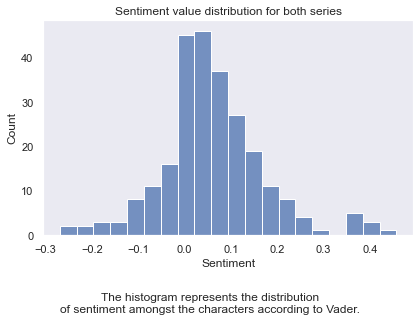 Sentiment value distribution for both series
Count
40
30
20
10
0
−0.3 −0.2 −0.1 0.0 0.1 0.2 0.3 0.4
Sentiment
The histogram represents the distribution
of sentiment amongst the characters according to Vader.